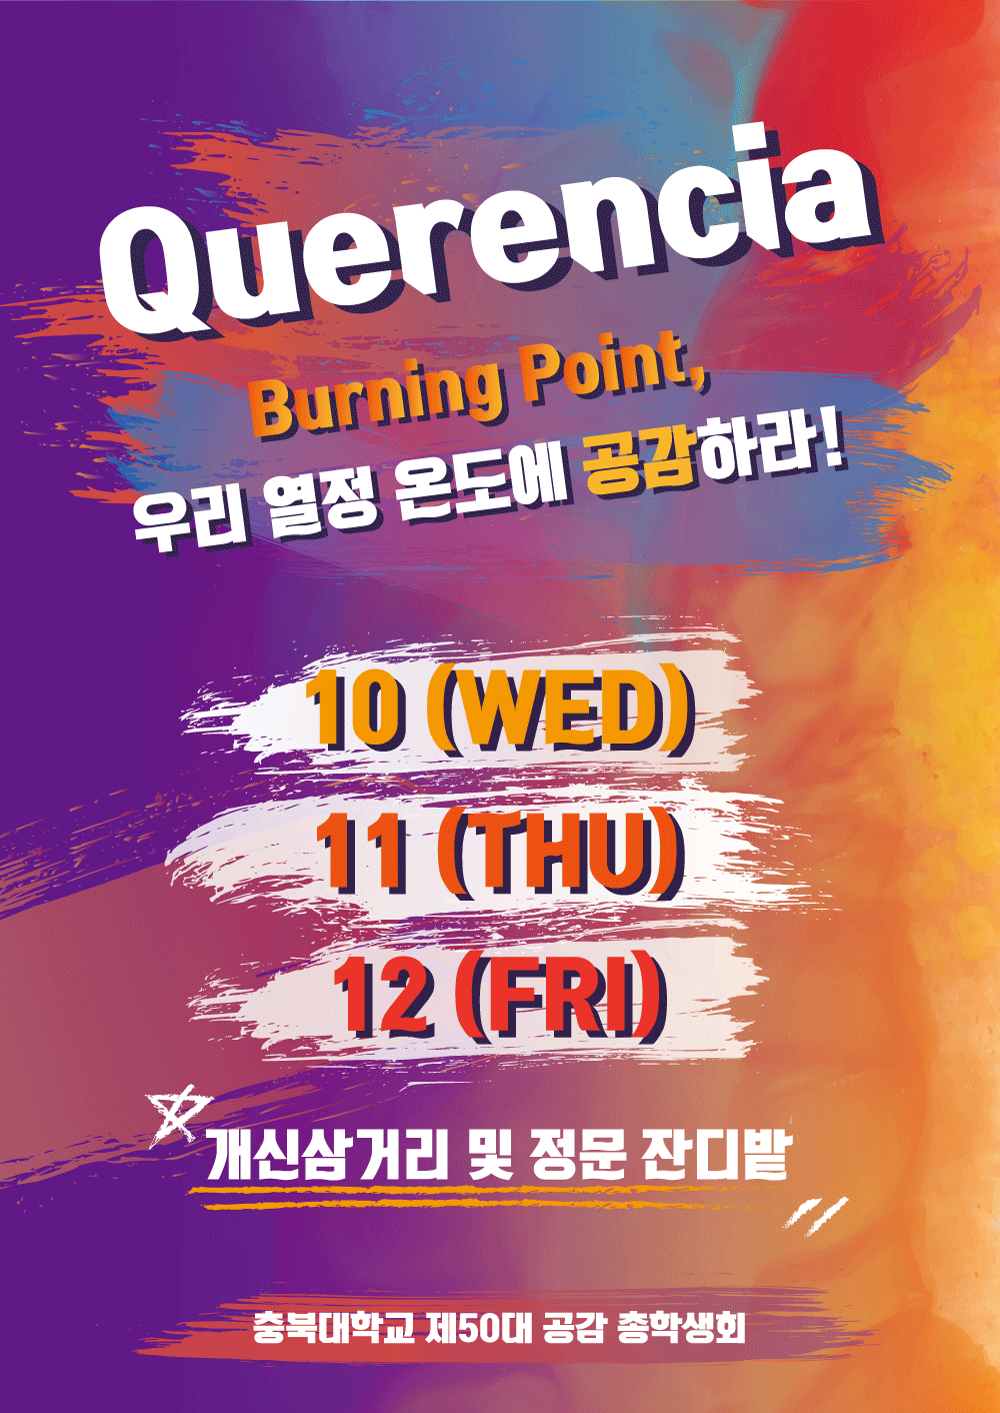 Querencia
Burning Point,
우리 열정 온도에 공감하라!
10 (WED)
11 (THU)
12 (FRI)
개신삼거리 및 정문 잔디밭
충북대학교 제50대 공감 총학생회